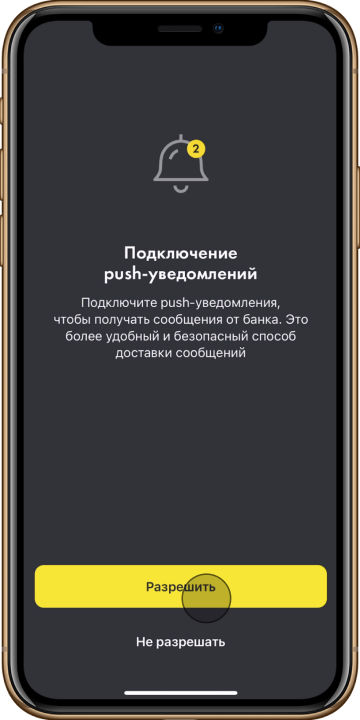 2
Подключение
push-уведомлений
Подключите push-уведомления,
чтобы получать сообщения от банка. Это
более удобный и безопасный способ
доставки сообщений
Разрешить
Не разрешать